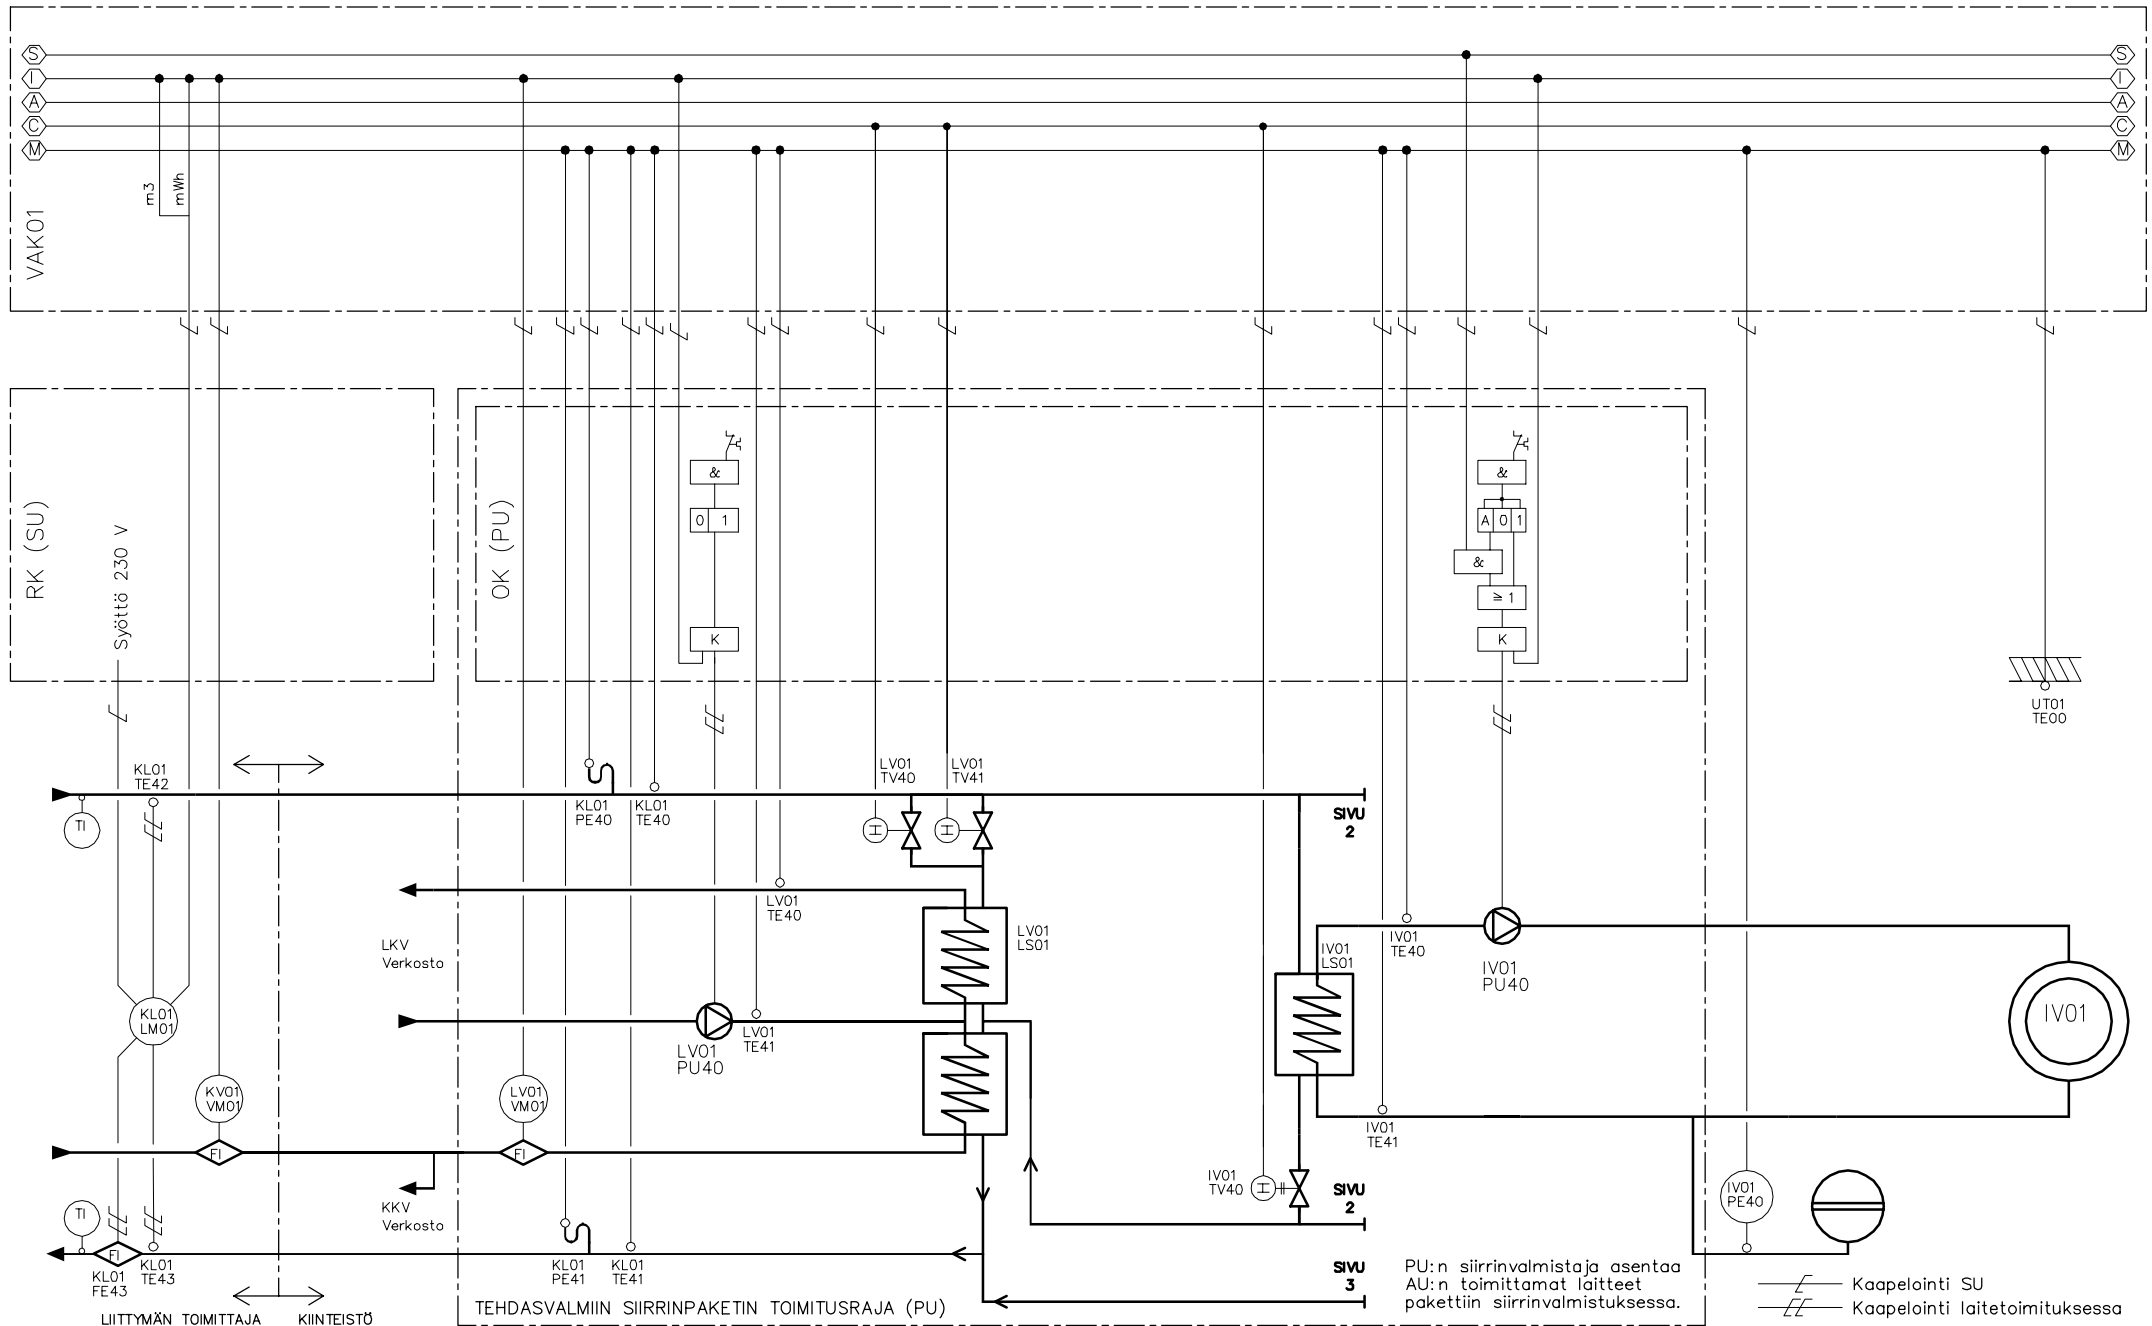 S
S
I
I
A
A
C
C
M
M
m3
mWh
VAK01
RK (SU)
Syöttö 230 V
OK (PU)
&
0 1
K
&
A 0 1
&
≥ 1
K
UT01
TE00
KL01
TE42
TI
KL01
PE40
KL01
TE40
LV01
TV40
LV01
TV41
SIVU
2
LV01
TE40
LKV
Verkosto
LV01
LS01
IV01
LS01
IV01
TE40
IV01
PU40
IV01
KL01
LM01
LV01
PU40
LV01
TE41
KV01
VM01
LV01
VM01
FI
FI
IV01
TE41
KKV
Verkosto
IV01
TV40
SIVU
2
IV01
PE40
TI
FI
KL01
FE43
KL01
TE43
KL01
PE41
KL01
TE41
SIVU
3
PU:n siirrinvalmistaja asentaa
AU:n toimittamat laitteet
pakettiin siirrinvalmistuksessa.
Kaapelointi SU
Kaapelointi laitetoimituksessa
LIITTYMÄN TOIMITTAJA
KIINTEISTÖ
TEHDASVALMIIN SIIRRINPAKETIN TOIMITUSRAJA (PU)